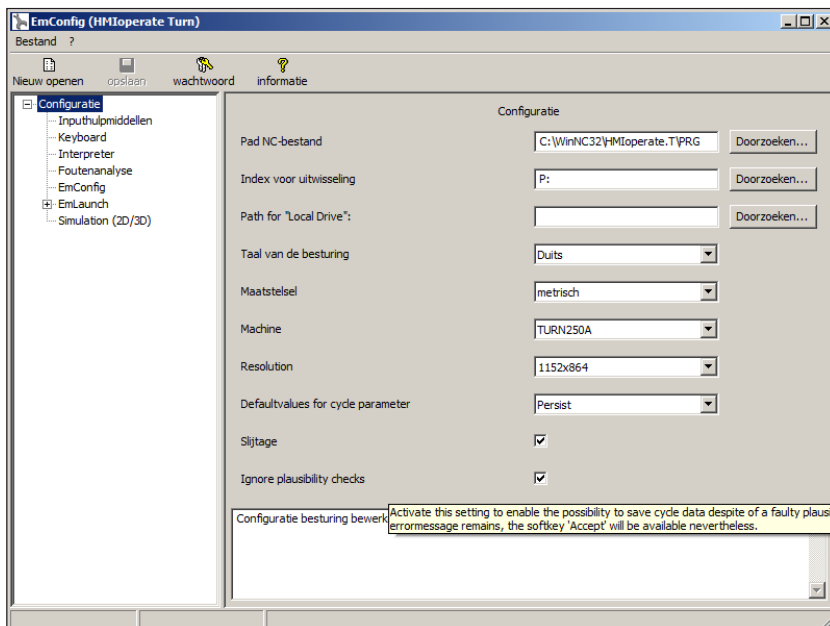 EmConfig (HMIoperate Turn)
Bestand ?
Nieuw openen opslaan wachtwoord informatie
Configuratie
Inputhulpmiddelen
Keyboard
Interpreter
Foutenanalyse
EmConfig
EmLaunch
Simulation (2D/3D)
Configuratie
Pad NC-bestand C:\WinNC32\HMIoperate.T\PRG Doorzoeken...
Index voor uitwisseling P: Doorzoeken...
Path for "Local Drive": Doorzoeken...
Taal van de besturing Duits
Maatstelsel metrisch
Machine TURN250A
Resolution 1152x864
Defaultvalues for cycle parameter Persist
Slijtage
Ignore plausibility checks
Configuratie besturing bewerk
Activate this setting to enable the possibility to save cycle data despite of a faulty plausi
errormessage remains, the softkey 'Accept' will be available nevertheless.